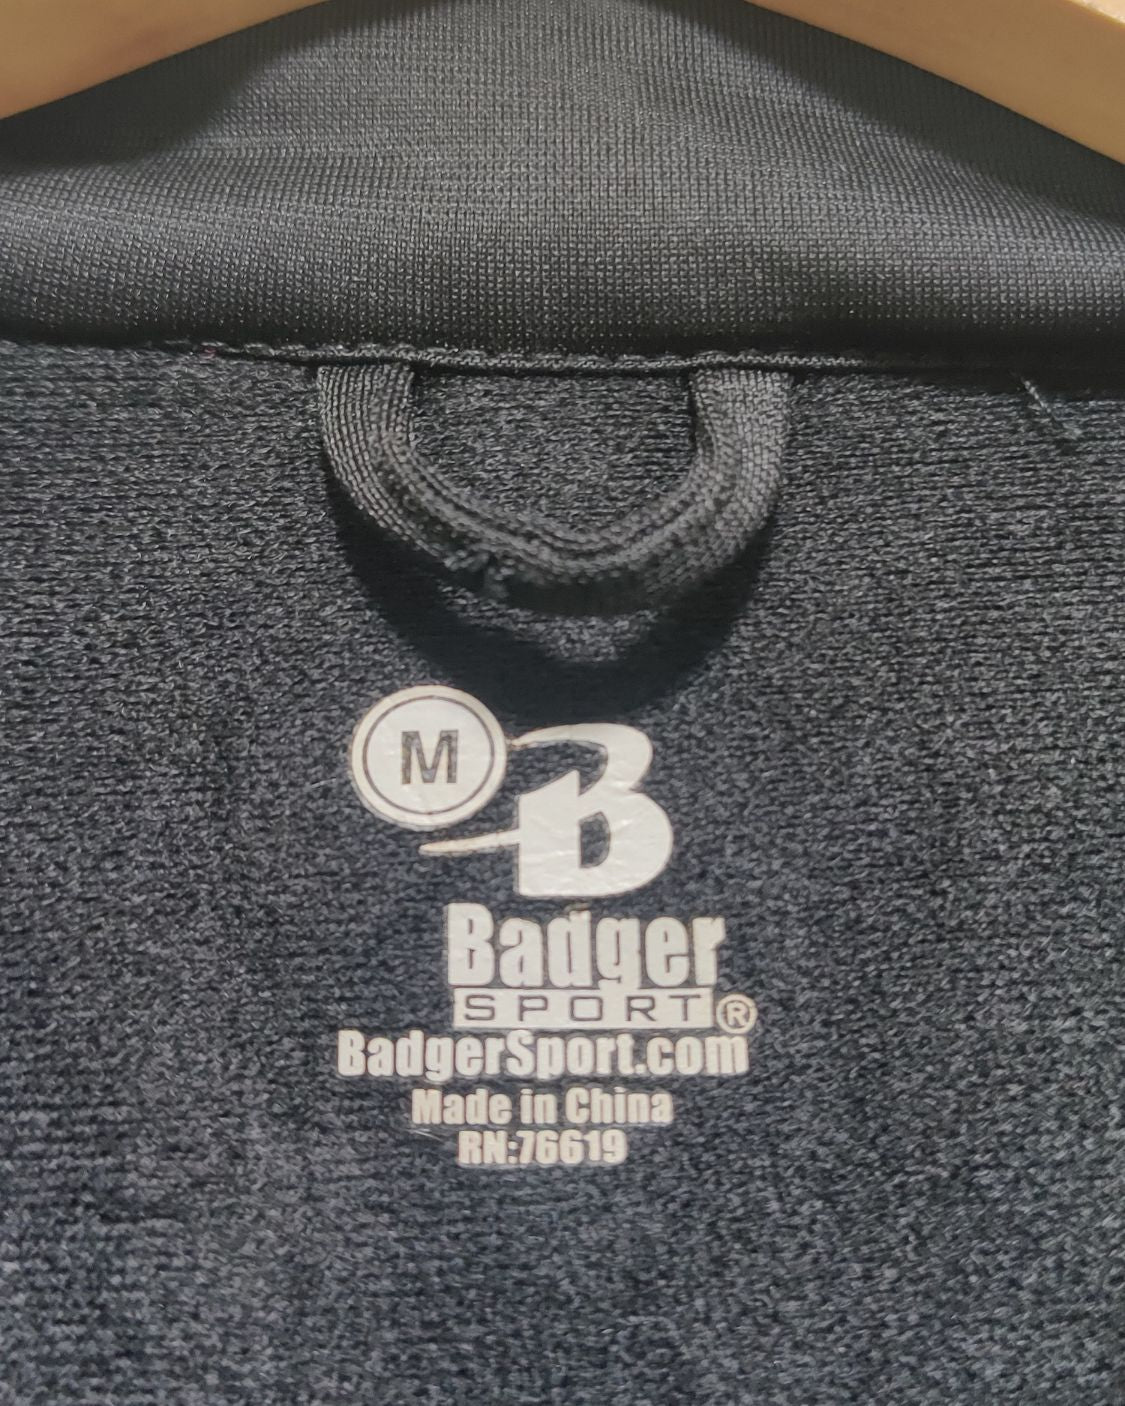 M
B
Badger
SPORT®
BadgerSport.com
Made in China
RN:76619